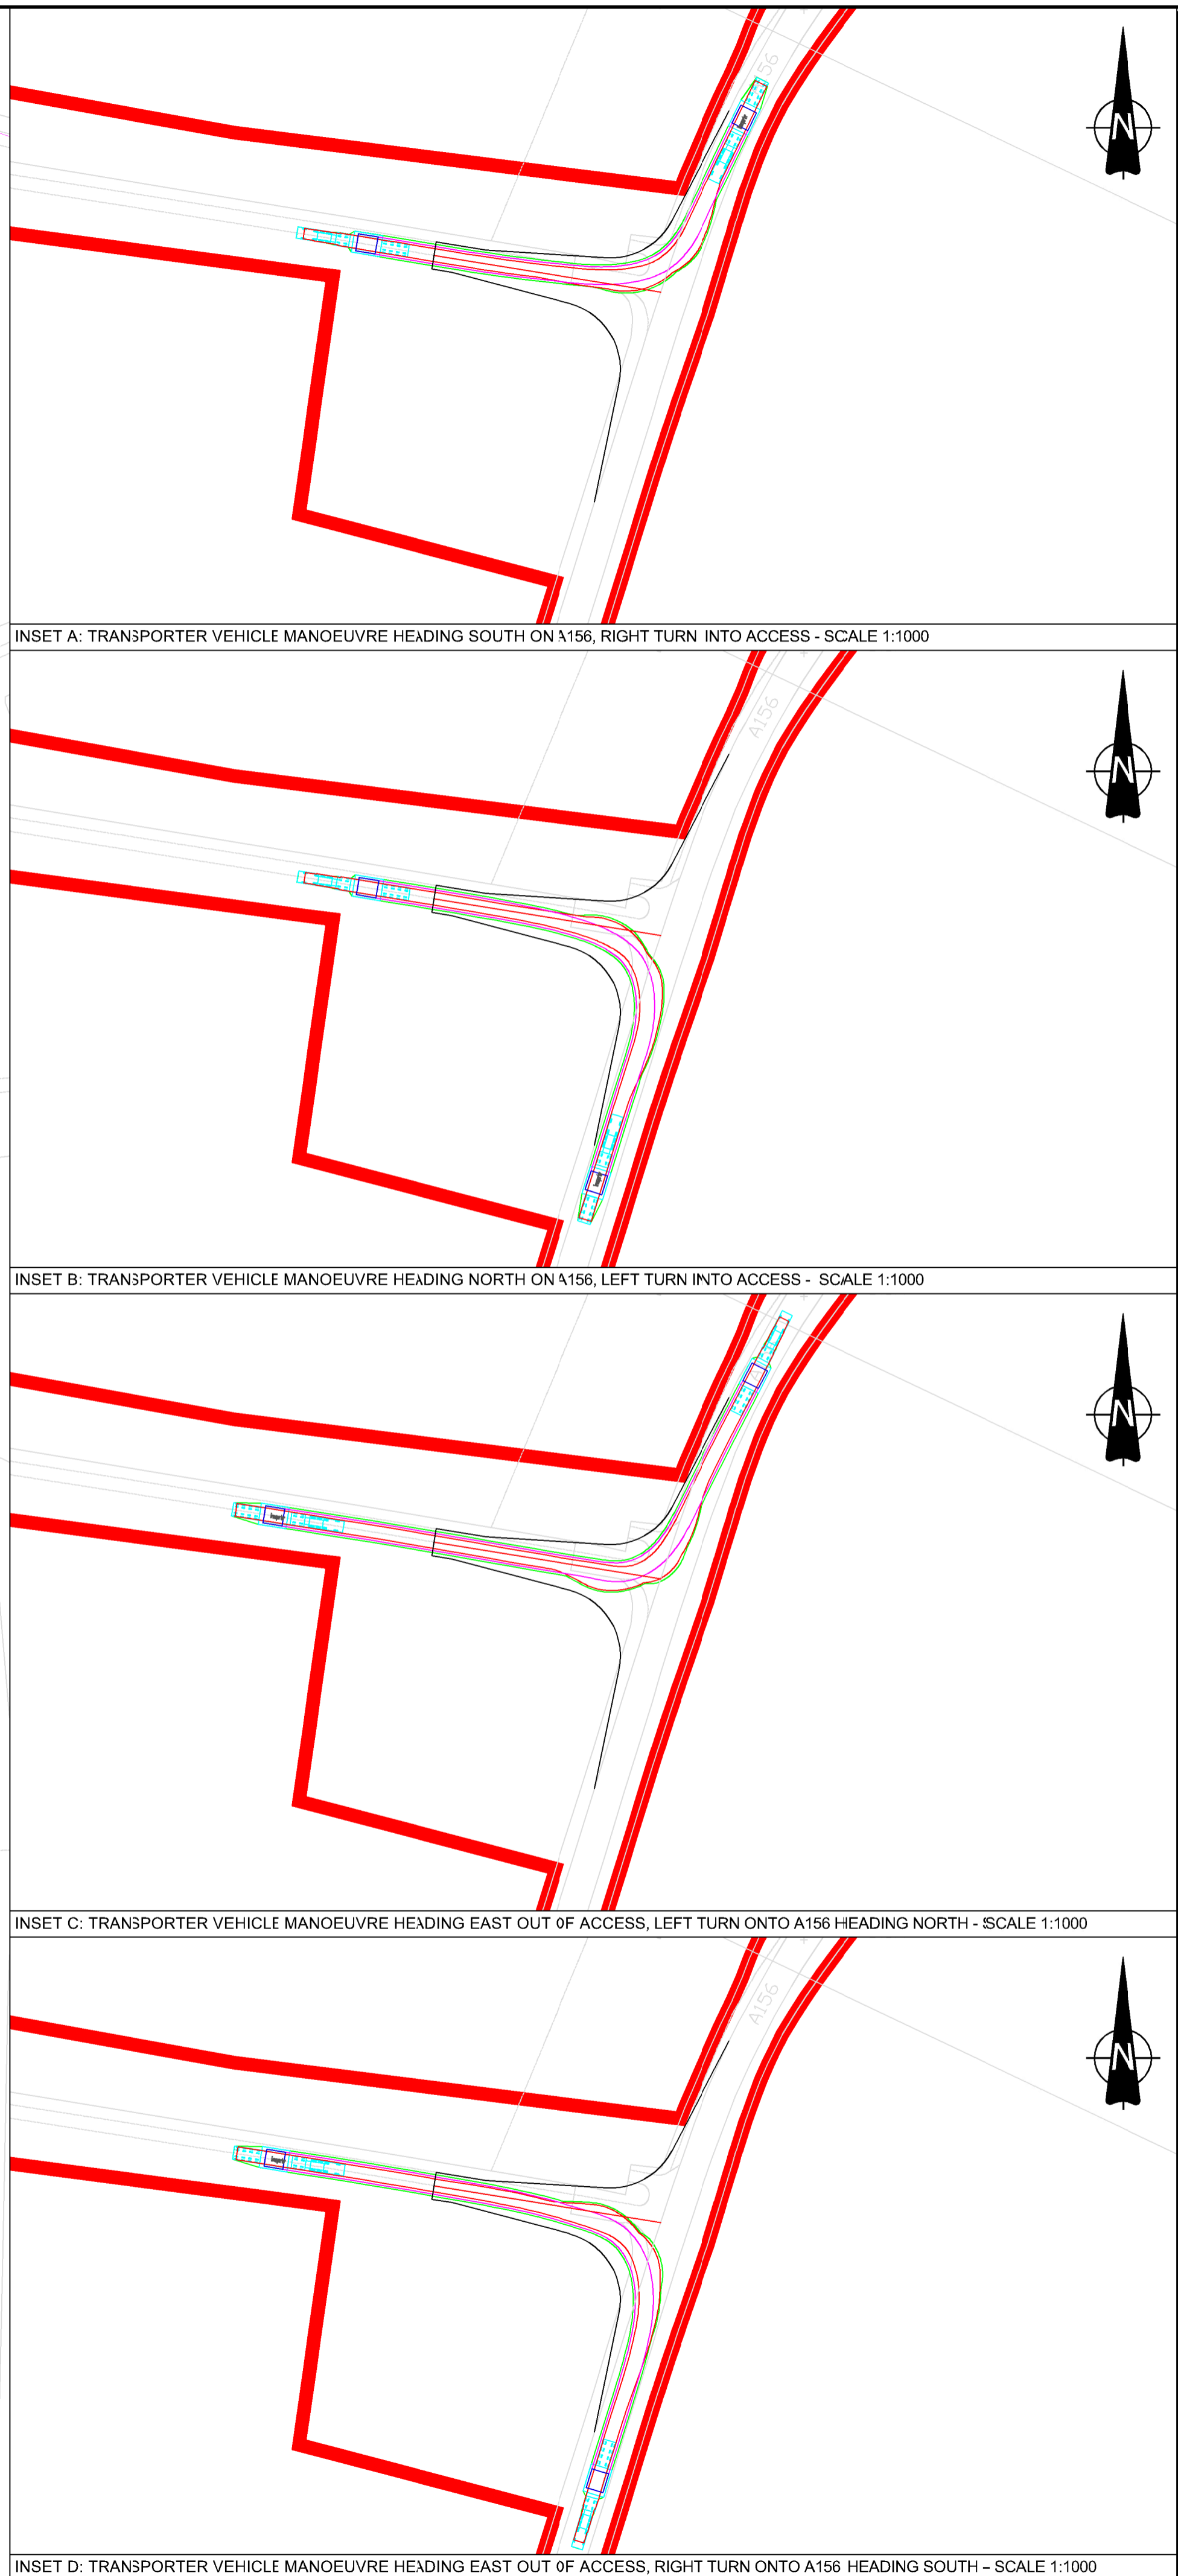 A156
N
INSET A: TRANSPORTER VEHICLE MANOEUVRE HEADING SOUTH ON A156, RIGHT TURN INTO ACCESS - SCALE 1:1000
A156
N
INSET B: TRANSPORTER VEHICLE MANOEUVRE HEADING NORTH ON A156, LEFT TURN INTO ACCESS - SCALE 1:1000
N
INSET C: TRANSPORTER VEHICLE MANOEUVRE HEADING EAST OUT OF ACCESS, LEFT TURN ONTO A156 HEADING NORTH - SCALE 1:1000
A156
N
INSET D: TRANSPORTER VEHICLE MANOEUVRE HEADING EAST OUT OF ACCESS, RIGHT TURN ONTO A156 HEADING SOUTH – SCALE 1:1000